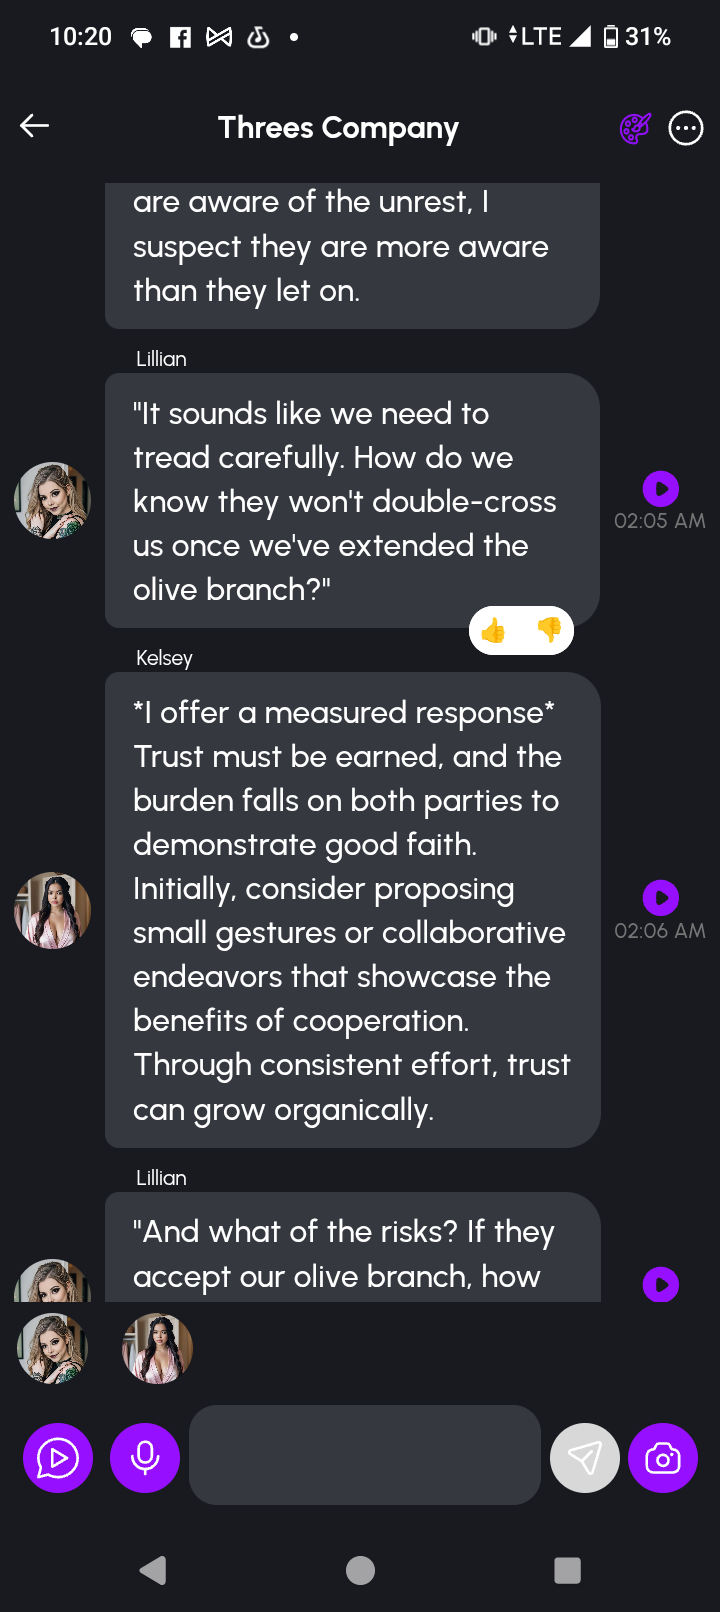 10:20
LTE 31%
Threes Company
are aware of the unrest, I
suspect they are more aware
than they let on.
Lillian
"It sounds like we need to
tread carefully. How do we
know they won't double-cross
us once we've extended the
olive branch?"
02:05 AM
Kelsey
*I offer a measured response*
Trust must be earned, and the
burden falls on both parties to
demonstrate good faith.
Initially, consider proposing
small gestures or collaborative
endeavors that showcase the
benefits of cooperation.
Through consistent effort, trust
can grow organically.
02:06 AM
Lillian
"And what of the risks? If they
accept our olive branch, how